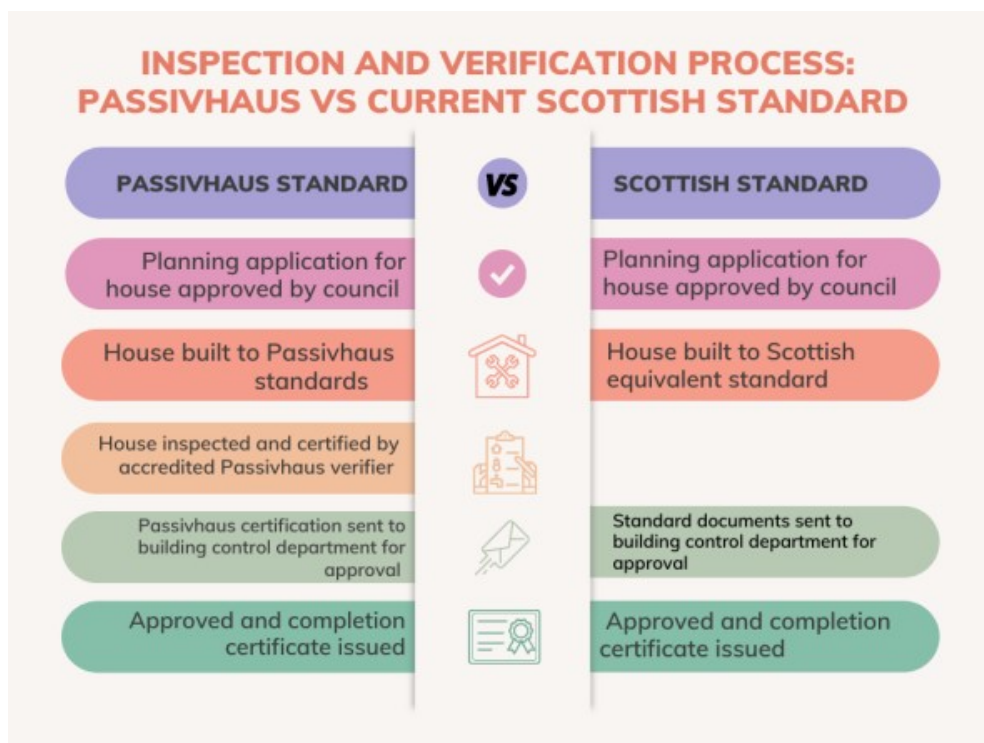 INSPECTION AND VERIFICATION PROCESS:
PASSIVHAUS VS CURRENT SCOTTISH STANDARD
PASSIVHAUS STANDARD
VS
SCOTTISH STANDARD
Planning application for
house approved by council
Planning application for
house approved by council
House built to Passivhaus
standards
House built to Scottish
equivalent standard
House inspected and certified by
accredited Passivhaus verifier
Passivhaus certification sent to
building control department for
approval
Standard documents sent to
building control department for
approval
Approved and completion
certificate issued
Approved and completion
certificate issued